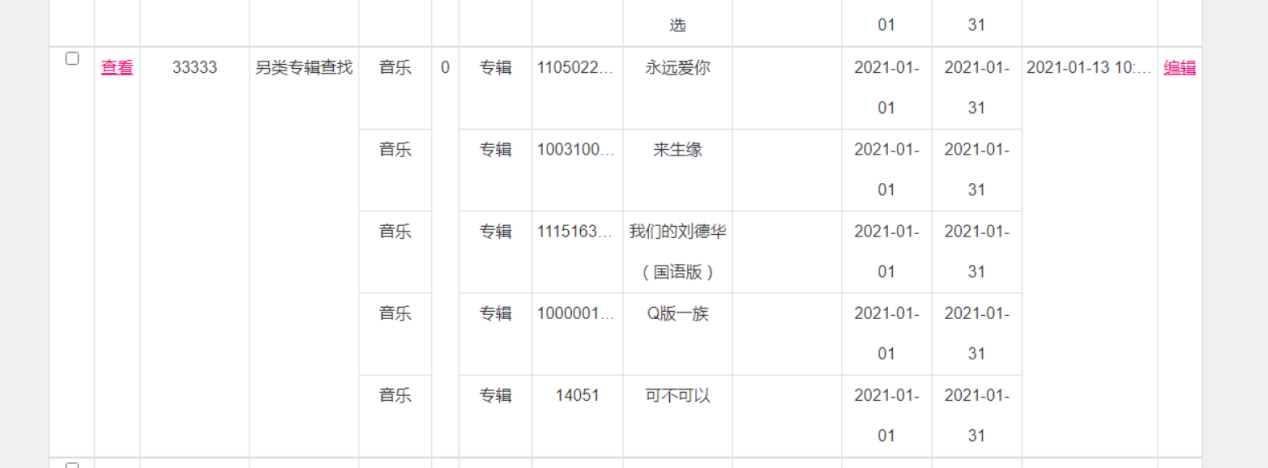 选 01 31
查看 33333 另类专辑查找 音乐 0 专辑 1105022... 永远爱你 2021-01- 2021-01- 2021-01-13 10:... 编辑
01 31
音乐 专辑 1003100... 来生缘 2021-01- 2021-01-
01 31
音乐 专辑 1115163... 我们的刘德华 2021-01- 2021-01-
（国语版） 01 31
音乐 专辑 1000001... Q版一族 2021-01- 2021-01-
01 31
音乐 专辑 14051 可不可以 2021-01- 2021-01-
01 31